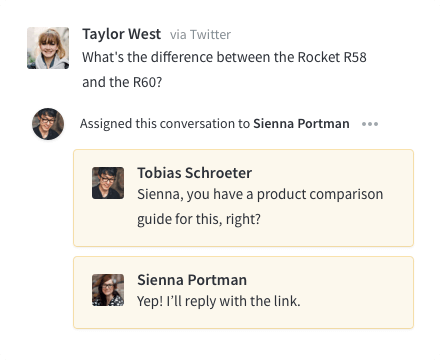 Taylor West via Twitter
What's the difference between the Rocket R58
and the R60?
Assigned this conversation to Sienna Portman
Tobias Schroeter
Sienna, you have a product comparison
guide for this, right?
Sienna Portman
Yep! I’ll reply with the link.